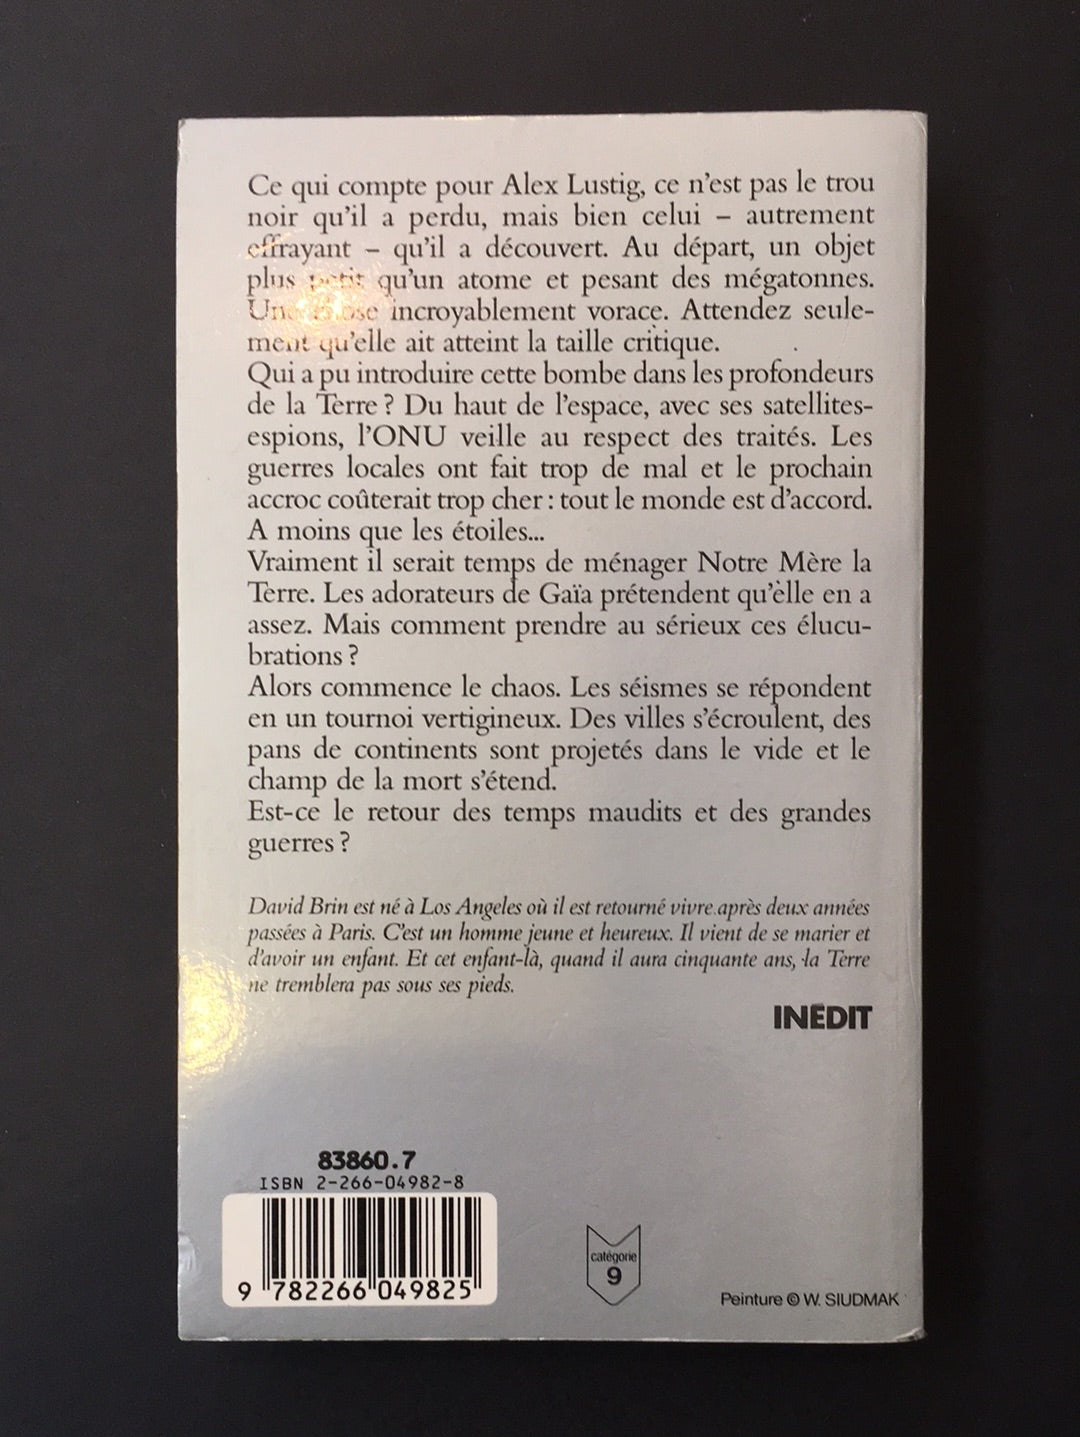 Ce qui compte pour Alex Lustig, ce n'est pas le trou
noir qu'il a perdu, mais bien celui – autrement
effrayant – qu'il a découvert. Au départ, un objet
plus petit qu'un atome et pesant des mégatonnes.
Une chose incroyablement vorace. Attendez seule-
ment qu'elle ait atteint la taille critique.
Qui a pu introduire cette bombe dans les profondeurs
de la Terre ? Du haut de l'espace, avec ses satellites-
espions, l'ONU veille au respect des traités. Les
guerres locales ont fait trop de mal et le prochain
accroc coûterait trop cher : tout le monde est d'accord.
A moins que les étoiles...
Vraiment il serait temps de ménager Notre Mère la
Terre. Les adorateurs de Gaïa prétendent qu'elle en a
assez. Mais comment prendre au sérieux ces élucu-
brations ?
Alors commence le chaos. Les séismes se répondent
en un tournoi vertigineux. Des villes s'écroulent, des
pans de continents sont projetés dans le vide et le
champ de la mort s'étend.
Est-ce le retour des temps maudits et des grandes
guerres ?
David Brin est né à Los Angeles où il est retourné vivre après deux années
passées à Paris. C'est un homme jeune et heureux. Il vient de se marier et
d'avoir un enfant. Et cet enfant-là, quand il aura cinquante ans, la Terre
ne tremblera pas sous ses pieds.
INÉDIT
83860.7
ISBN 2-266-04982-8
9 782266 049825
catégorie
9
Peinture © W. SIUDMAK